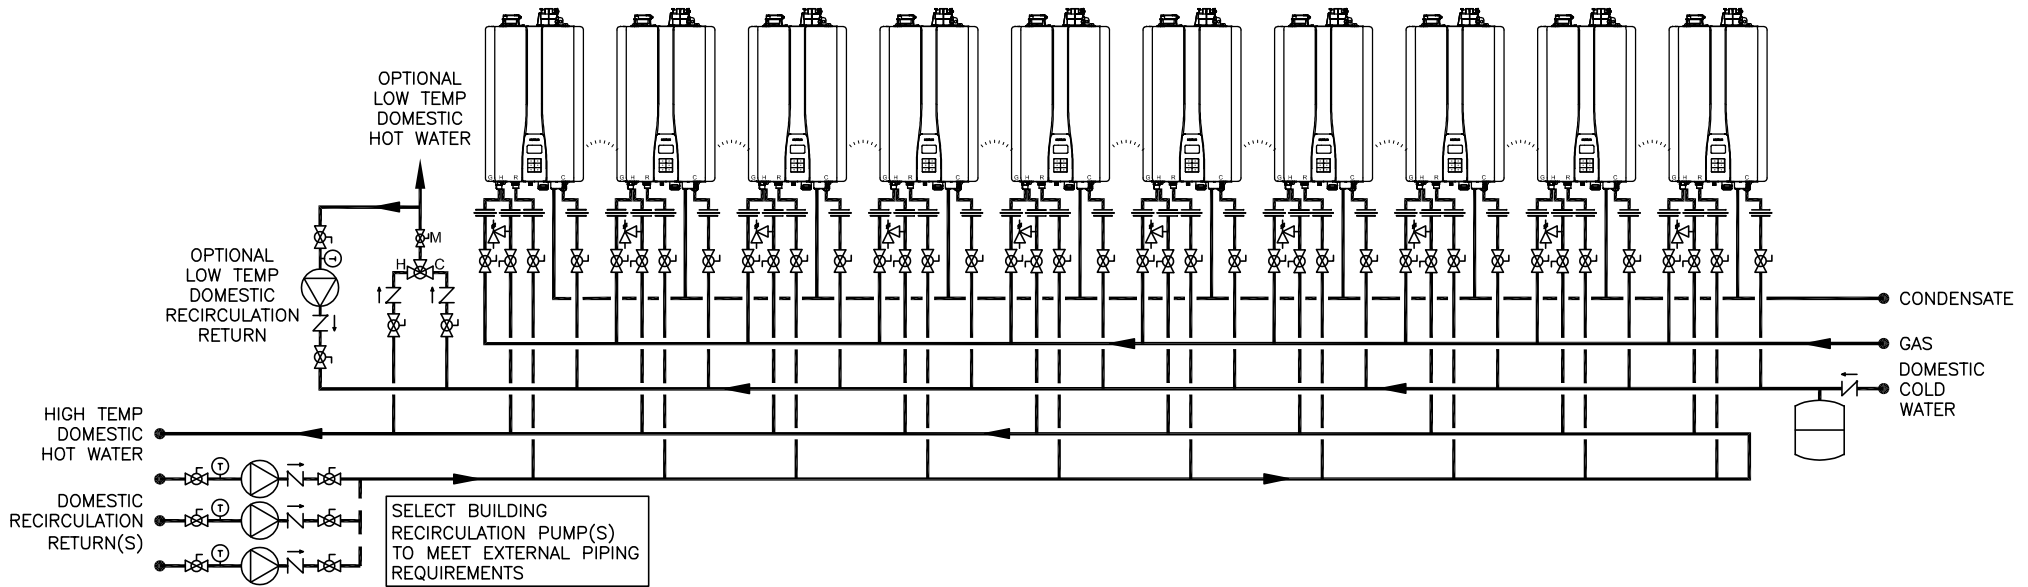 OPTIONAL
LOW TEMP
DOMESTIC
HOT WATER
G H R C
G H R C
G H R C
G H R C
G H R C
G H R C
G H R C
G H R C
G H R C
G H R C
M
H C
T
OPTIONAL
LOW TEMP
DOMESTIC
RECIRCULATION
RETURN
CONDENSATE
GAS
DOMESTIC
COLD
WATER
HIGH TEMP
DOMESTIC
HOT WATER
T
T
T
DOMESTIC
RECIRCULATION
RETURN(S)
SELECT BUILDING
RECIRCULATION PUMP(S)
TO MEET EXTERNAL PIPING
REQUIREMENTS